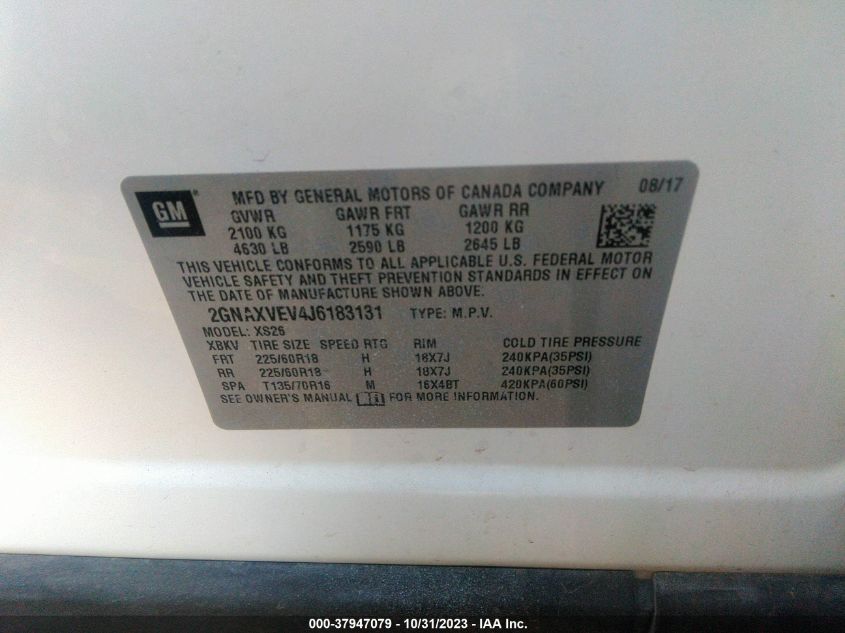 GM ® MFD BY GENERAL MOTORS OF CANADA COMPANY 08/17
GVWR GAWR FRT GAWR RR
2100 KG 1175 KG 1200 KG
4630 LB 2590 LB 2645 LB
THIS VEHICLE CONFORMS TO ALL APPLICABLE U.S. FEDERAL MOTOR
VEHICLE SAFETY AND THEFT PREVENTION STANDARDS IN EFFECT ON
THE DATE OF MANUFACTURE SHOWN ABOVE.
2GNAXVEV4J6183131 TYPE: M.P.V.
MODEL: XS26
XBKV TIRE SIZE SPEED RTG RIM COLD TIRE PRESSURE
FRT 225/60R18 H 18X7J 240KPA(35PSI)
RR 225/60R18 H 18X7J 240KPA(35PSI)
SPA T135/70R16 M 16X4BT 420KPA(60PSI)
SEE OWNER'S MANUAL FOR MORE INFORMATION.
000-37947079 - 10/31/2023 - IAA Inc.